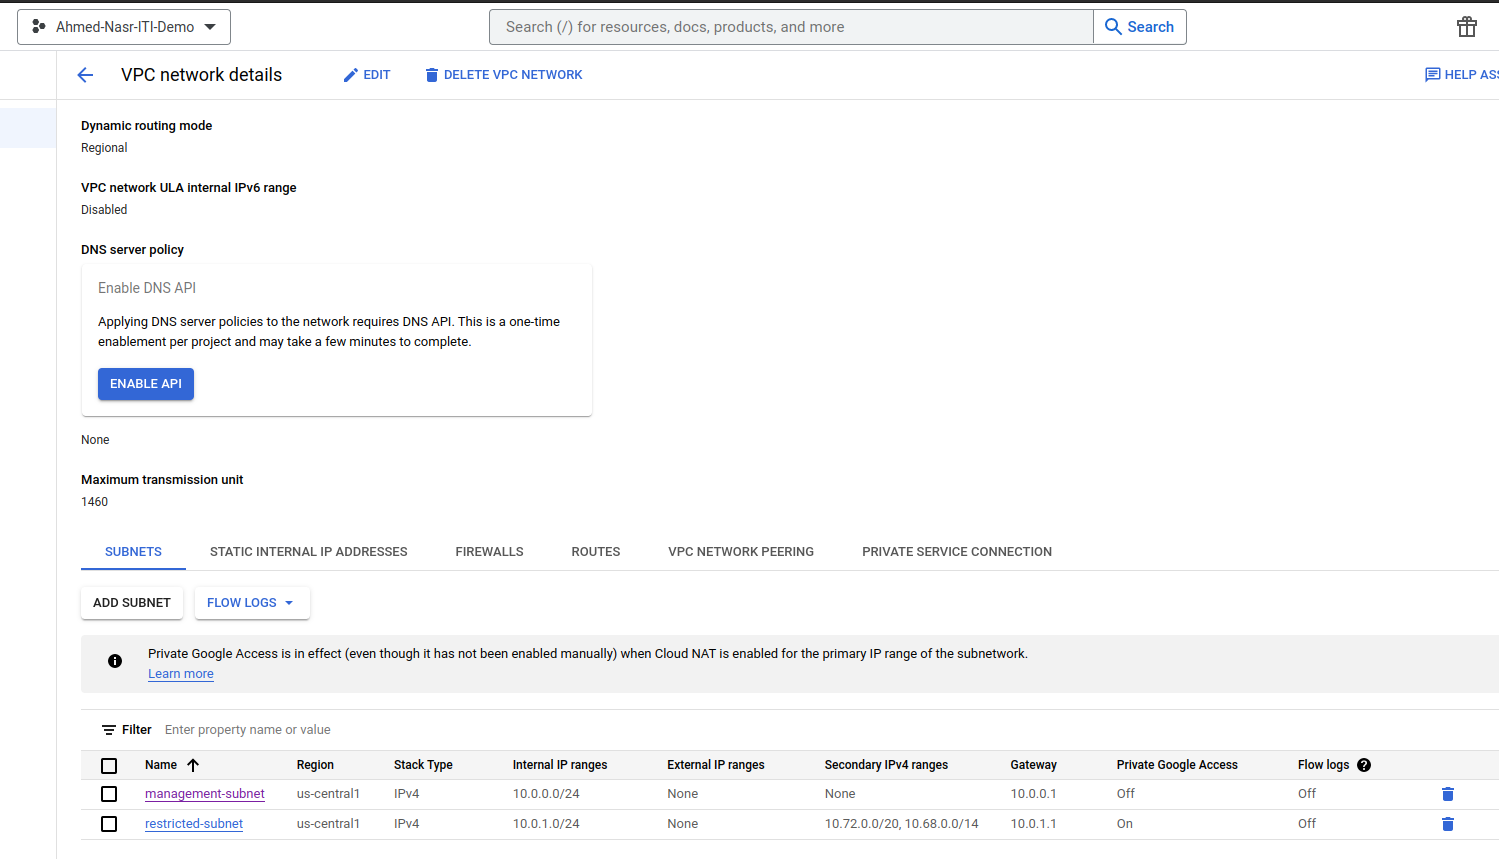 Ahmed-Nasr-ITI-Demo
Search (/) for resources, docs, products, and more
Search
VPC network details
EDIT
DELETE VPC NETWORK
HELP ASS
Dynamic routing mode
Regional
VPC network ULA internal IPv6 range
Disabled
DNS server policy
Enable DNS API
Applying DNS server policies to the network requires DNS API. This is a one-time
enablement per project and may take a few minutes to complete.
ENABLE API
None
Maximum transmission unit
1460
SUBNETS STATIC INTERNAL IP ADDRESSES FIREWALLS ROUTES VPC NETWORK PEERING PRIVATE SERVICE CONNECTION
ADD SUBNET FLOW LOGS
Private Google Access is in effect (even though it has not been enabled manually) when Cloud NAT is enabled for the primary IP range of the subnetwork.
Learn more
Filter Enter property name or value
Name Region Stack Type Internal IP ranges External IP ranges Secondary IPv4 ranges Gateway Private Google Access Flow logs
management-subnet us-central1 IPv4 10.0.0.0/24 None None 10.0.0.1 Off Off
restricted-subnet us-central1 IPv4 10.0.1.0/24 None 10.72.0.0/20, 10.68.0.0/14 10.0.1.1 On Off